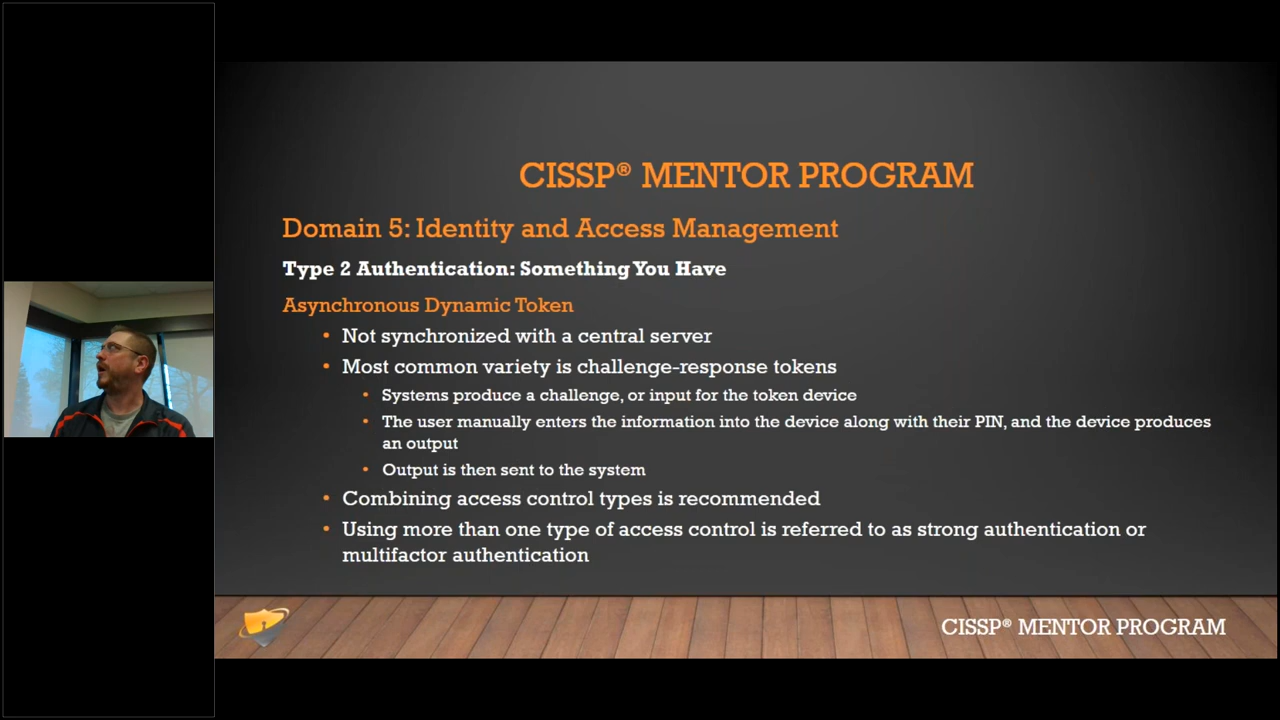 CISSP® MENTOR PROGRAM
Domain 5: Identity and Access Management
Type 2 Authentication: Something You Have
Asynchronous Dynamic Token
• Not synchronized with a central server
• Most common variety is challenge-response tokens
• Systems produce a challenge, or input for the token device
• The user manually enters the information into the device along with their PIN, and the device produces
an output
• Output is then sent to the system
• Combining access control types is recommended
• Using more than one type of access control is referred to as strong authentication or
multifactor authentication
CISSP® MENTOR PROGRAM